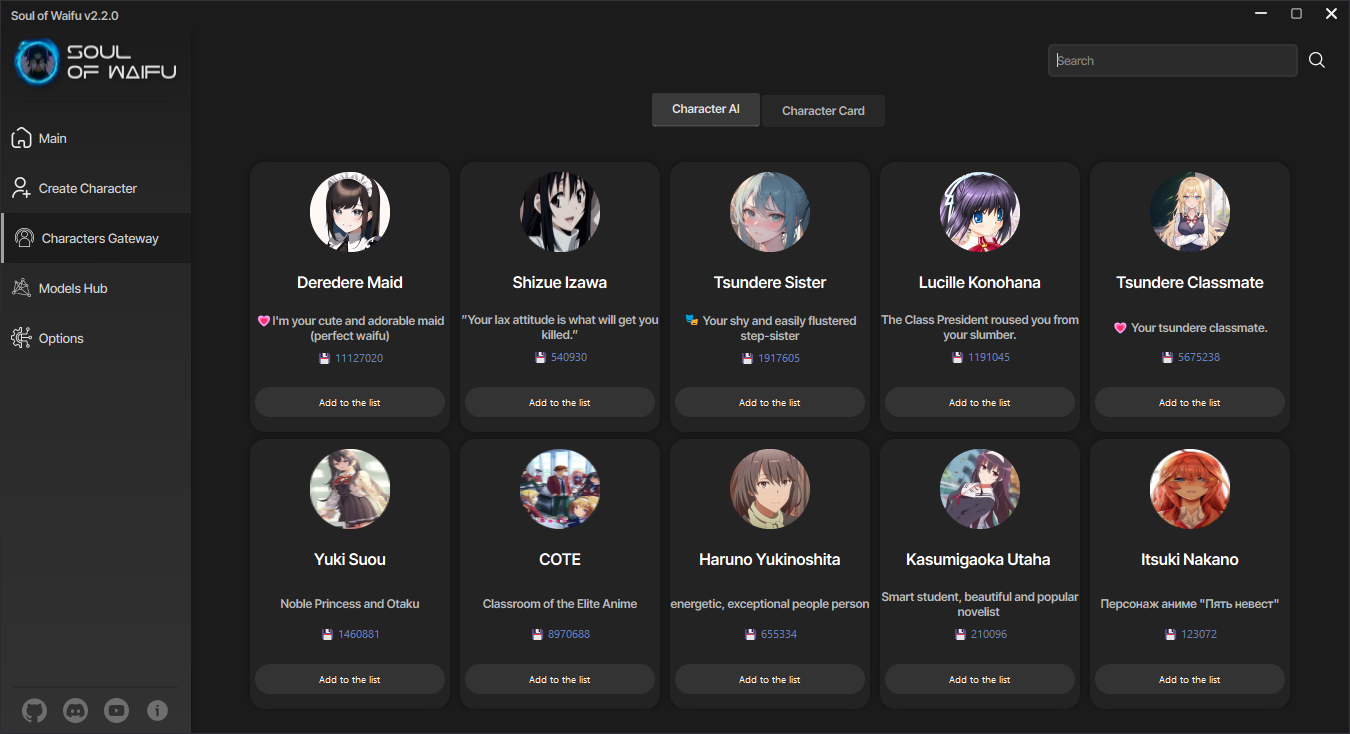 Soul of Waifu v2.2.0
SOUL
OF WAIFU
Search
Main
Create Character
Characters Gateway
Models Hub
Options
Character AI
Character Card
Deredere Maid
💗I'm your cute and adorable maid
(perfect waifu)
💾 11127020
Add to the list
Shizue Izawa
”Your lax attitude is what will get you
killed.”
💾 540930
Add to the list
Tsundere Sister
🎭 Your shy and easily flustered
step-sister
💾 1917605
Add to the list
Lucille Konohana
The Class President roused you from
your slumber.
💾 1191045
Add to the list
Tsundere Classmate
💗 Your tsundere classmate.
💾 5675238
Add to the list
Yuki Suou
Noble Princess and Otaku
💾 1460881
Add to the list
COTE
Classroom of the Elite Anime
💾 8970688
Add to the list
Haruno Yukinoshita
energetic, exceptional people person
💾 655334
Add to the list
Kasumigaoka Utaha
Smart student, beautiful and popular
novelist
💾 210096
Add to the list
Itsuki Nakano
Персонаж аниме "Пять невест"
💾 123072
Add to the list